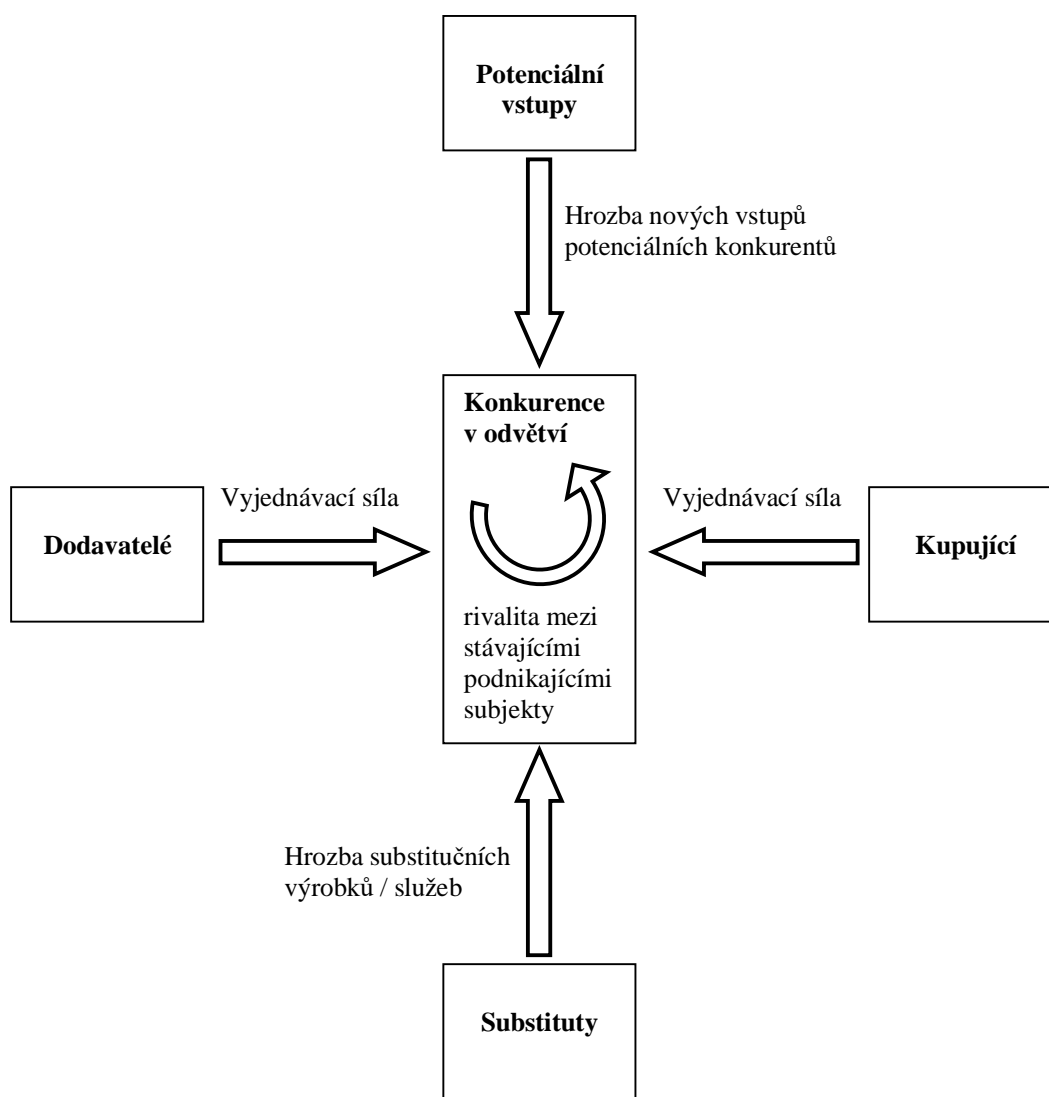 Potenciální
vstupy
Hrozba nových vstupů
potenciálních konkurentů
Konkurence
v odvětví
Vyjednávací síla
Dodavatelé
Vyjednávací síla
Kupující
rivalita mezi
stávajícími
podnikajícími
subjekty
Hrozba substitučních
výrobků / služeb
Substituty